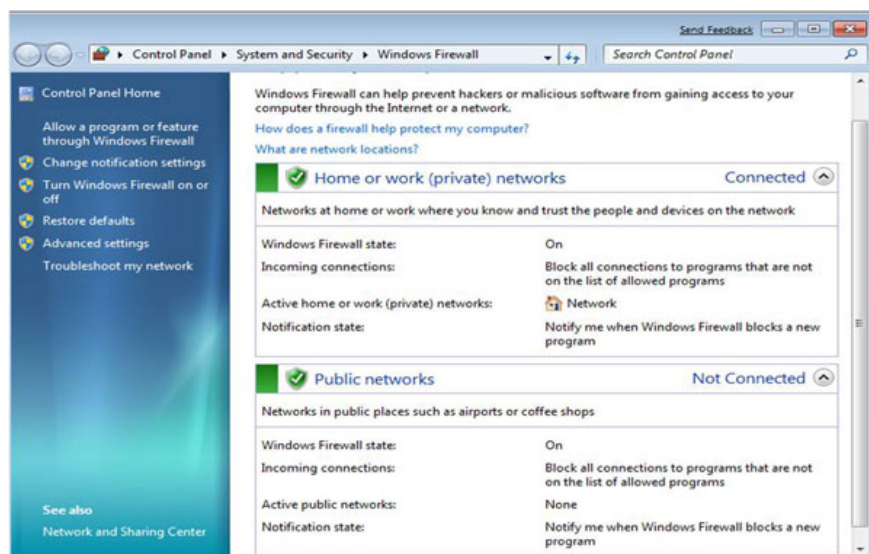 Send Feedback
Control Panel ▸ System and Security ▸ Windows Firewall
Search Control Panel
Control Panel Home
Allow a program or feature
through Windows Firewall
Change notification settings
Turn Windows Firewall on or
off
Restore defaults
Advanced settings
Troubleshoot my network
See also
Network and Sharing Center
Windows Firewall can help prevent hackers or malicious software from gaining access to your
computer through the Internet or a network.
How does a firewall help protect my computer?
What are network locations?
Home or work (private) networks Connected
Networks at home or work where you know and trust the people and devices on the network
Windows Firewall state: On
Incoming connections: Block all connections to programs that are not
on the list of allowed programs
Active home or work (private) networks: Network
Notification state: Notify me when Windows Firewall blocks a new
program
Public networks Not Connected
Networks in public places such as airports or coffee shops
Windows Firewall state: On
Incoming connections: Block all connections to programs that are not
on the list of allowed programs
Active public networks: None
Notification state: Notify me when Windows Firewall blocks a new
program